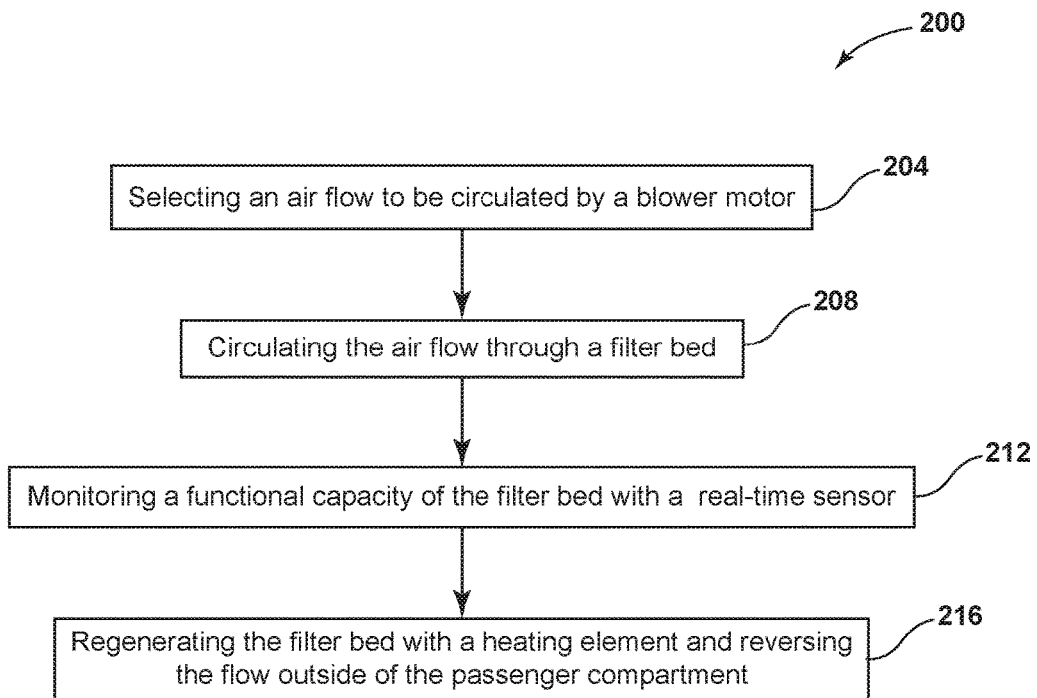 200
Selecting an air flow to be circulated by a blower motor
204
Circulating the air flow through a filter bed
208
Monitoring a functional capacity of the filter bed with a real-time sensor
212
Regenerating the filter bed with a heating element and reversing
the flow outside of the passenger compartment
216